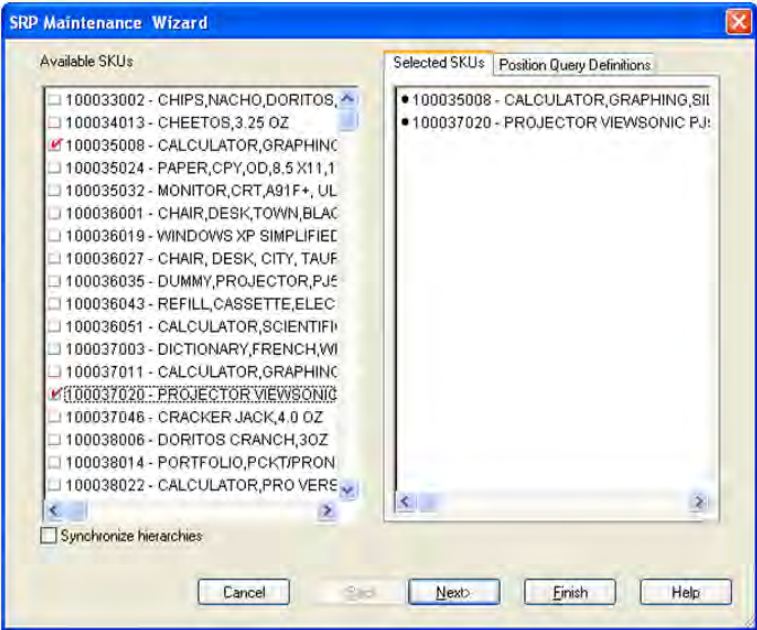 SRP Maintenance Wizard
Available SKUs
100033002 - CHIPS,NACHO,DORITOS,
100034013 - CHEETOS,3.25 OZ
100035008 - CALCULATOR,GRAPHING
100035024 - PAPER,CPY,OD,8.5 X11,1
100035032 - MONITOR,CRT,A91F+, UL
100036001 - CHAIR,DESK,TOWN,BLAC
100036019 - WINDOWS XP SIMPLIFIED
100036027 - CHAIR, DESK, CITY, TAUP
100036035 - DUMMY,PROJECTOR,PJ5
100036043 - REFILL,CASSETTE,ELEC
100036051 - CALCULATOR,SCIENTIFI
100037003 - DICTIONARY,FRENCH,WI
100037011 - CALCULATOR,GRAPHING
100037020 - PROJECTOR VIEWSONIC
100037046 - CRACKER JACK,4.0 OZ
100038006 - DORITOS CRANCH,3OZ
100038014 - PORTFOLIO,PCKT/PRON
100038022 - CALCULATOR,PRO VERS
Synchronize hierarchies
Selected SKUs
Position Query Definitions
100035008 - CALCULATOR,GRAPHING,SIL
100037020 - PROJECTOR VIEWSONIC PJ5
Cancel
Back
Next>
Finish
Help